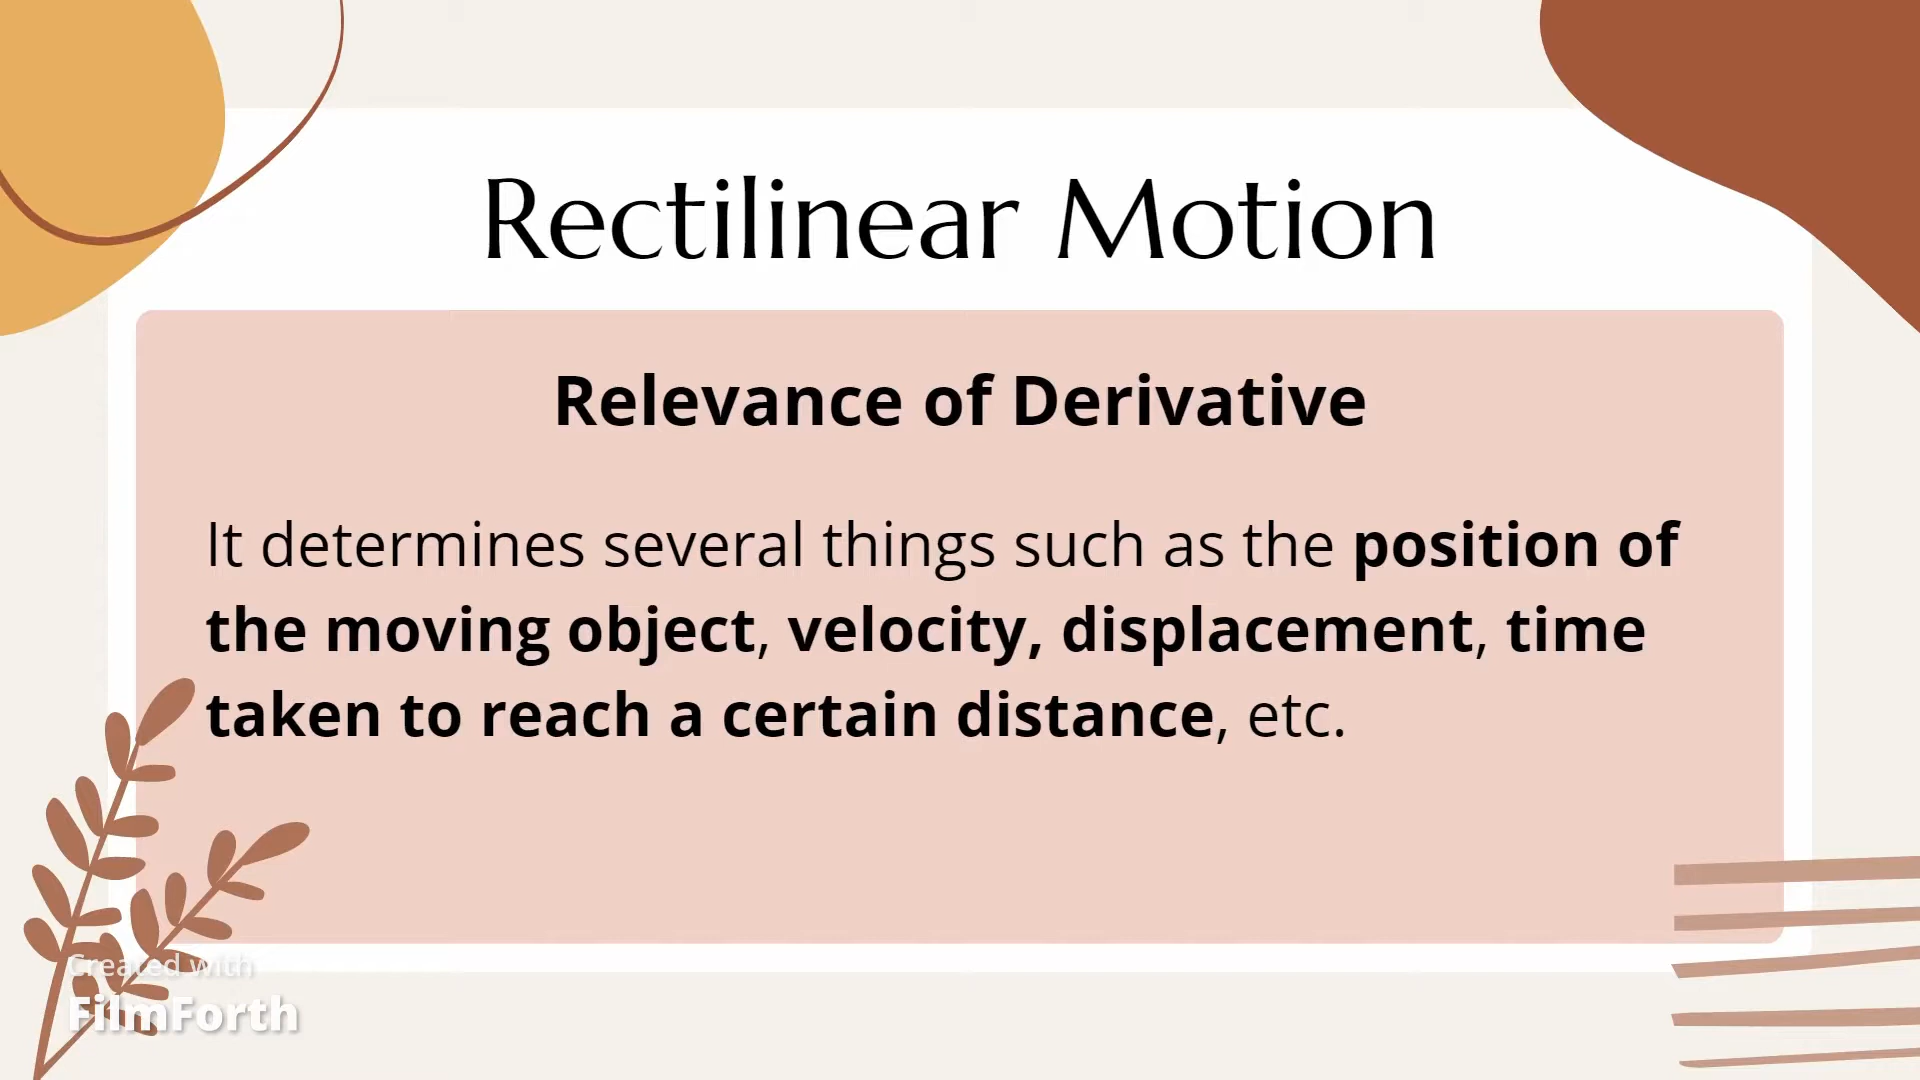 Rectilinear Motion
Relevance of Derivative
It determines several things such as the position of
the moving object, velocity, displacement, time
taken to reach a certain distance, etc.
Created with
FilmForth